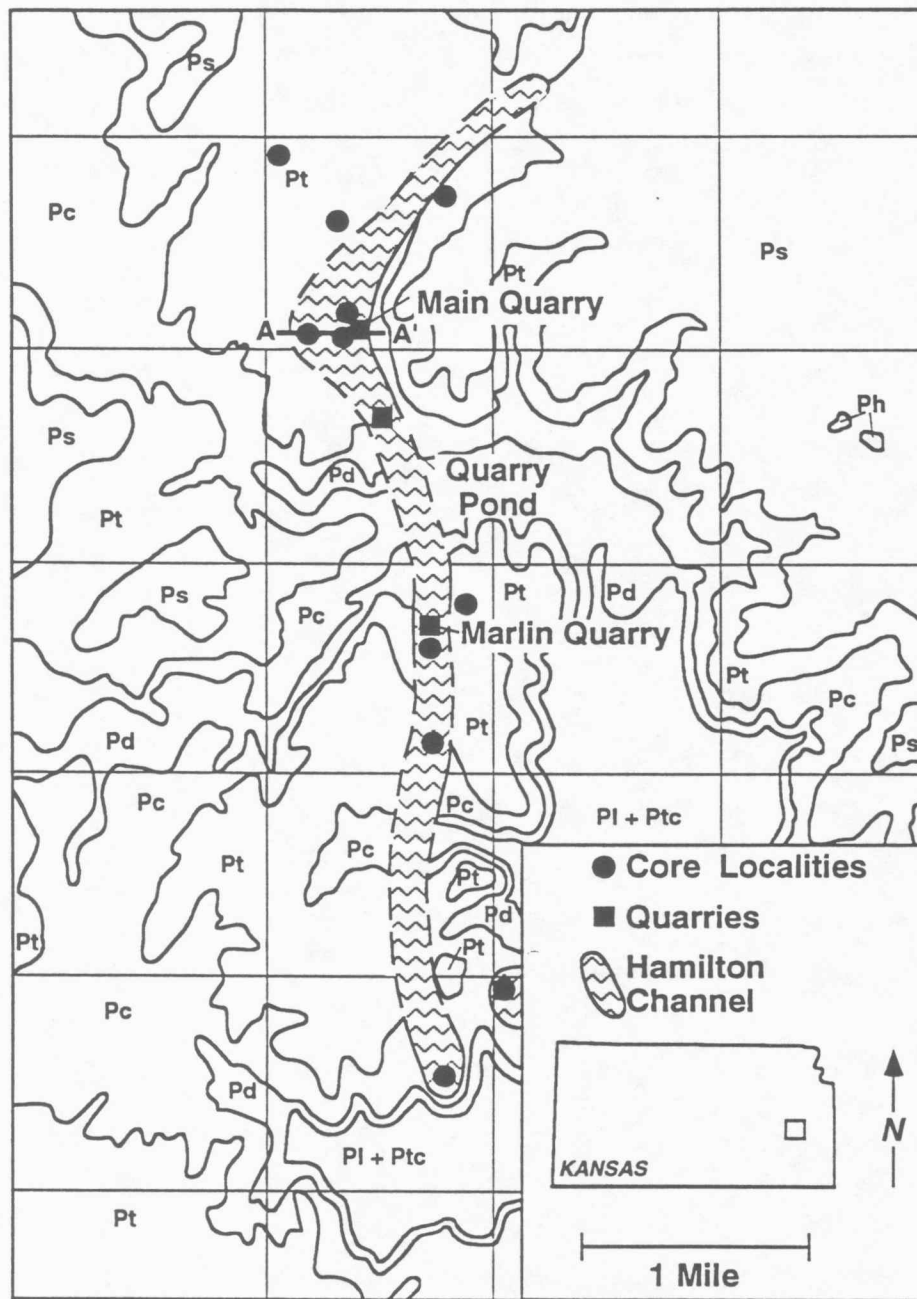 Ps
Pt
Pc
Ps
Pt
Main Quarry
A
A'
Ph
Ps
Quarry
Pond
Pd
Pt
Ps
Pc
Pt
Pd
Marlin Quarry
Pt
Pc
Pt
Pd
Ps
Pc
Pc
Pl + Ptc
Pt
Pc
Pt
Pd
Pt
Pt
Pc
Pd
Pl + Ptc
Pt
Core Localities
Quarries
Hamilton
Channel
N
KANSAS
1 Mile